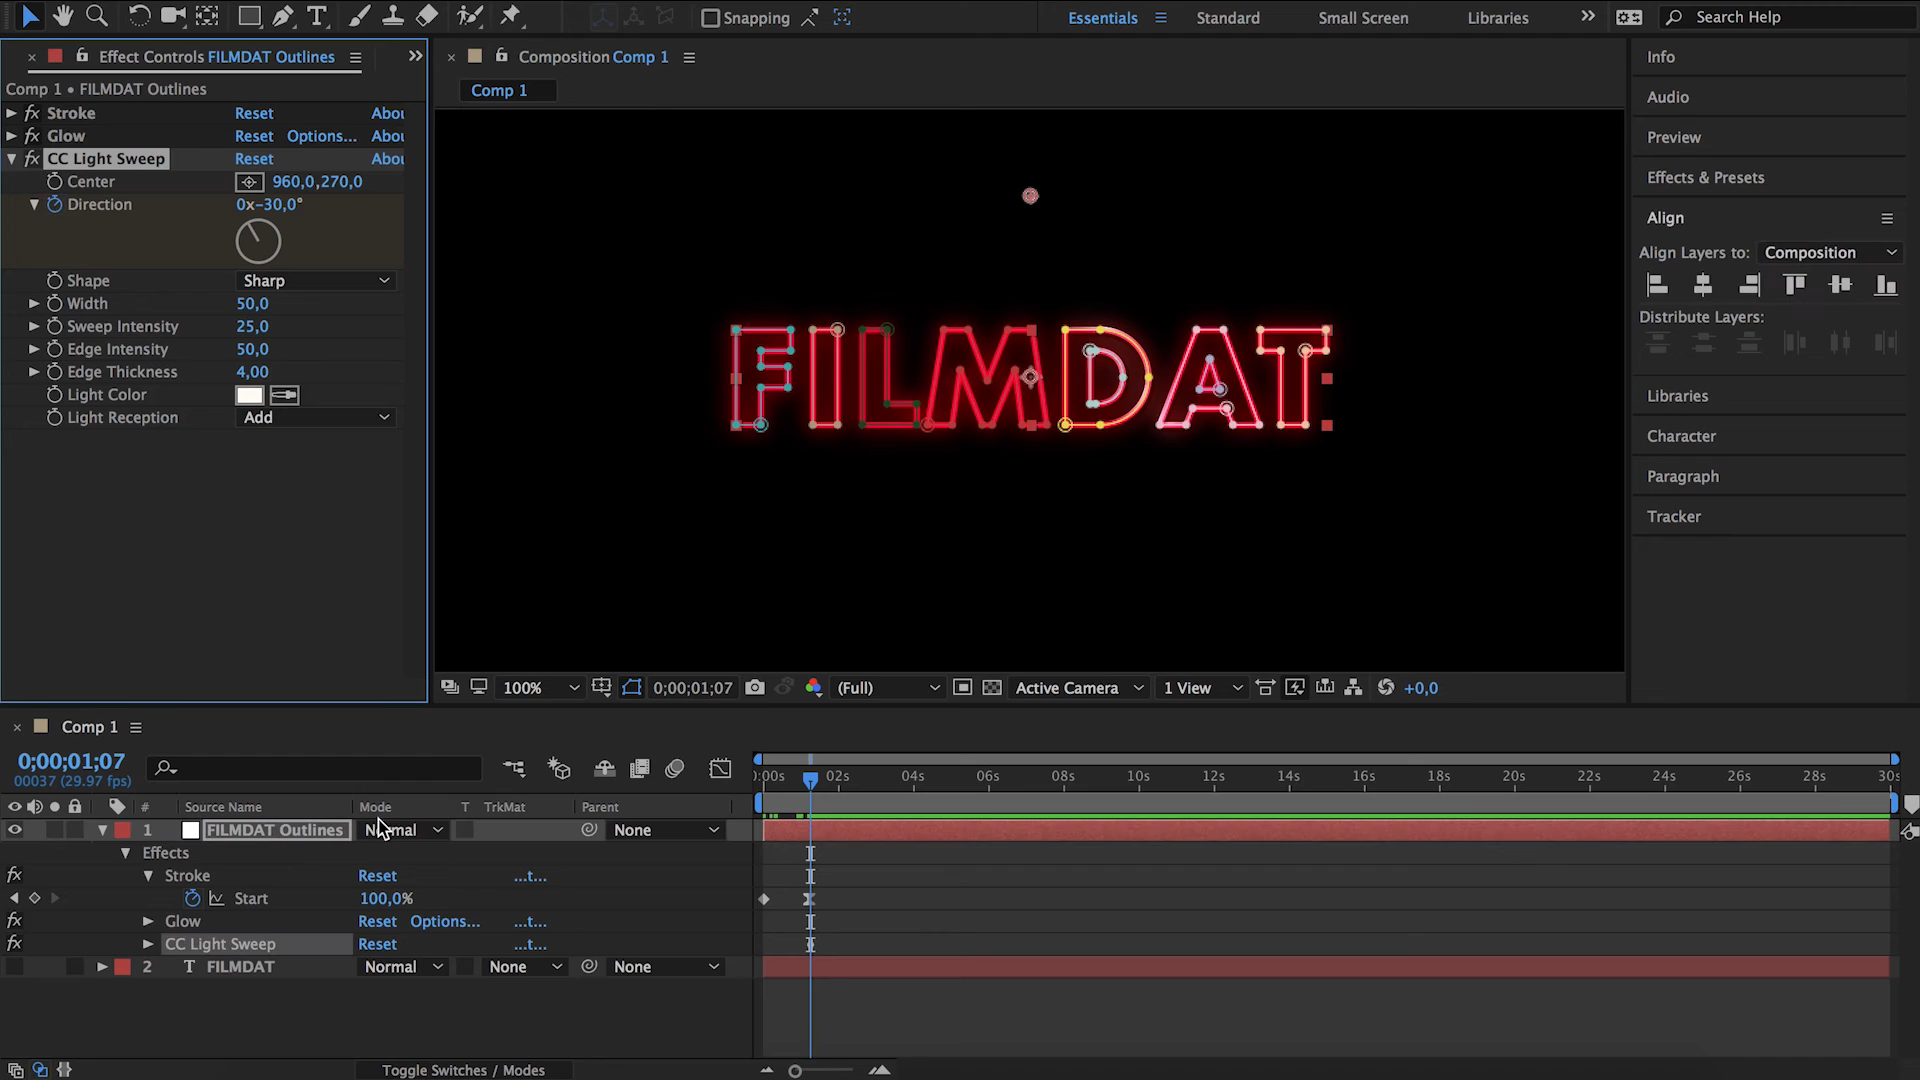 Snapping
Essentials
Standard
Small Screen
Libraries
Search Help
Effect Controls FILMDAT Outlines
Comp 1 • FILMDAT Outlines
fx Stroke Reset Abou
fx Glow Reset Options... Abou
fx CC Light Sweep Reset Abou
Center 960,0,270,0
Direction 0x-30,0°
Shape Sharp
Width 50,0
Sweep Intensity 25,0
Edge Intensity 50,0
Edge Thickness 4,00
Light Color
Light Reception Add
Composition Comp 1
Comp 1
FILMDAT
100% 0;00;01;07 (Full) Active Camera 1 View +0,0
Info
Audio
Preview
Effects & Presets
Align
Align Layers to: Composition
Distribute Layers:
Libraries
Character
Paragraph
Tracker
Comp 1
0;00;01;07
00037 (29.97 fps)
:00s 02s 04s 06s 08s 10s 12s 14s 16s 18s 20s 22s 24s 26s 28s 30s
# Source Name Mode T TrkMat Parent
1 FILMDAT Outlines Normal None
Effects
fx Stroke Reset ...t...
Start 100,0%
fx Glow Reset Options... ...t...
fx CC Light Sweep Reset ...t...
2 T FILMDAT Normal None None
Toggle Switches / Modes